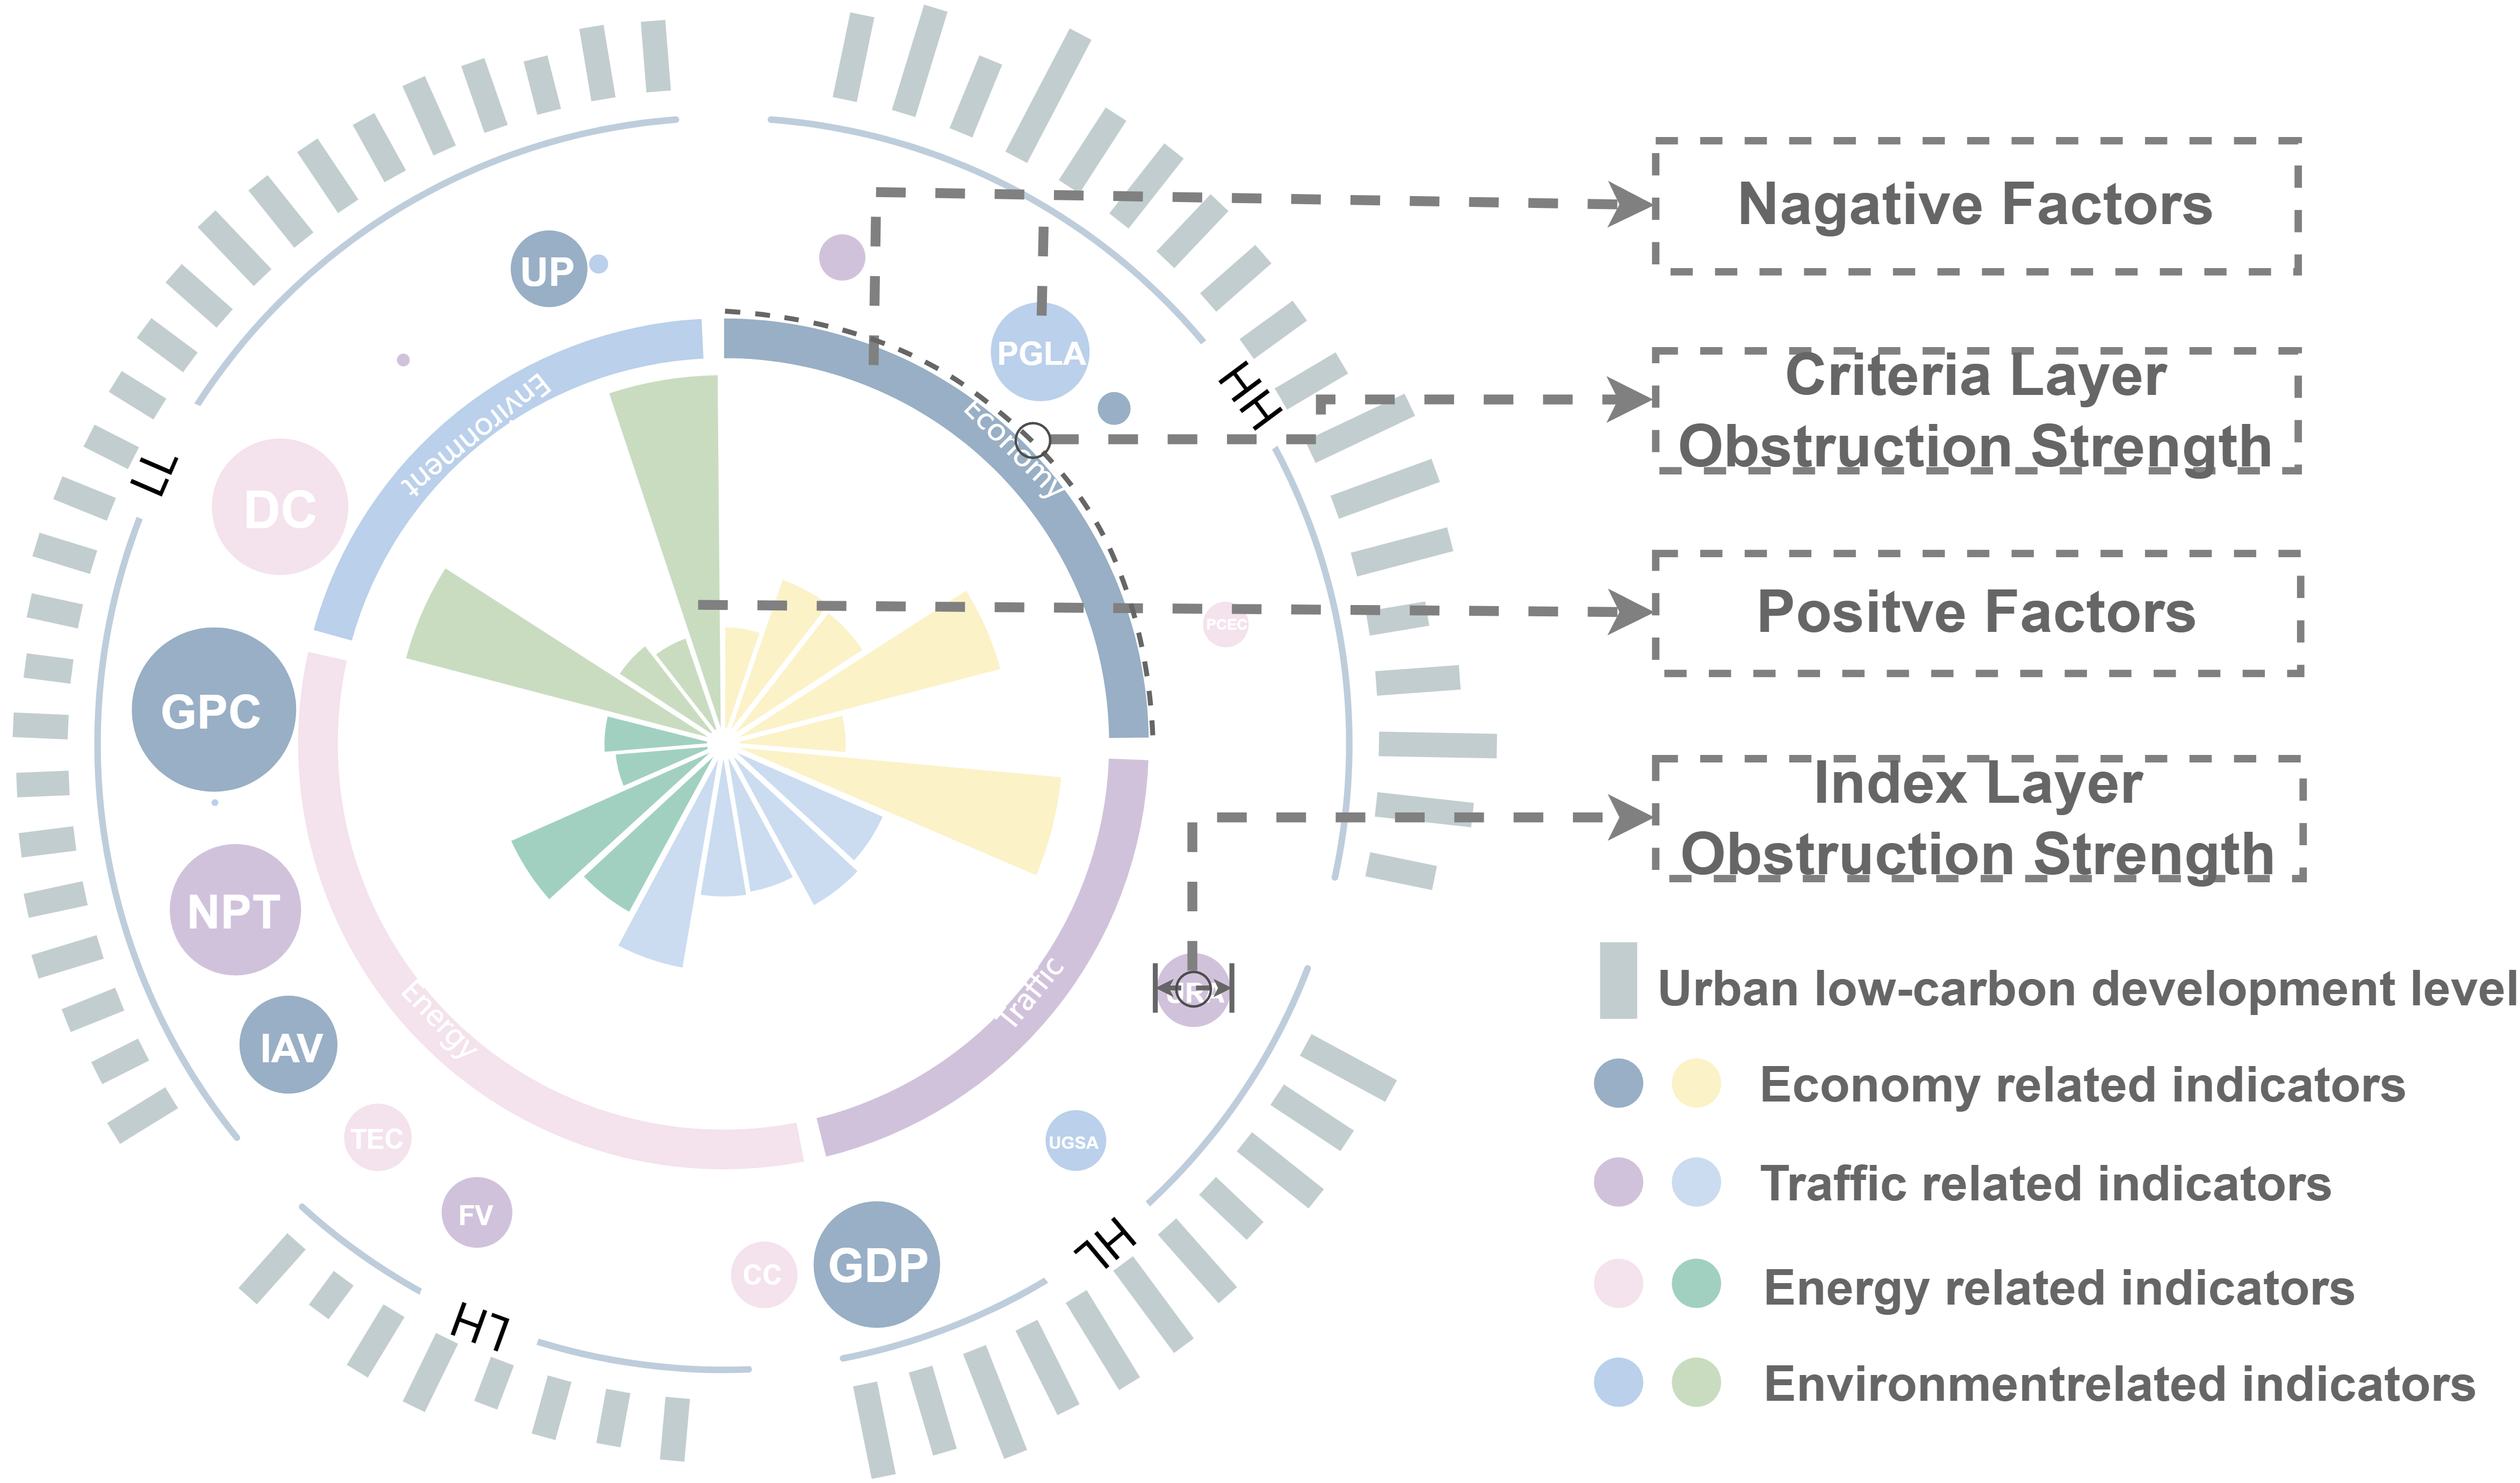 UP
PGLA
HH
Environment
Economy
LL
DC
GPC
PCEC
NPT
IAV
Energy
Traffic
URA
TEC
UGSA
FV
HL
CC
GDP
LH
Nagative Factors
Criteria Layer
Obstruction Strength
Positve Factors
Index Layer
Obstruction Strength
Urban low-carbon development level
Economy related indicators
Traffic related indicators
Energy related indicators
Environmentrelated indicators